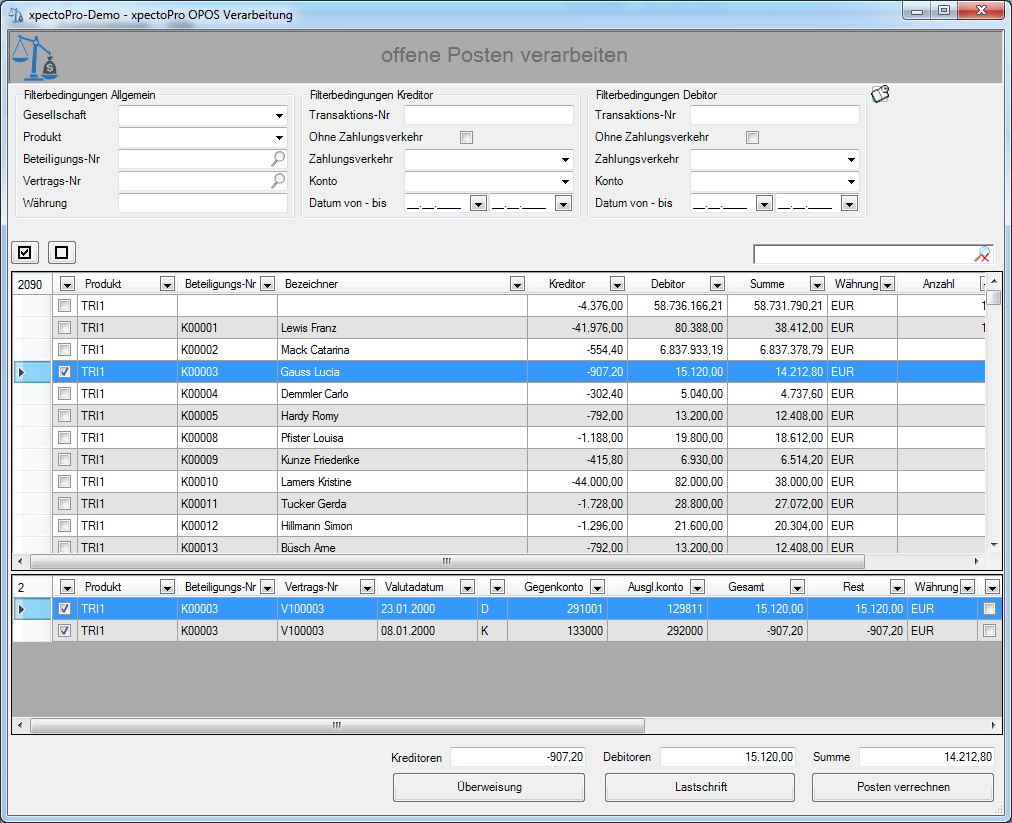 xpectoPro-Demo - xpectoPro OPOS Verarbeitung
offene Posten verarbeiten
Filterbedingungen Allgemein
Gesellschaft
Produkt
Beteiligungs-Nr
Vertrags-Nr
Währung
Filterbedingungen Kreditor
Transaktions-Nr
Ohne Zahlungsverkehr
Zahlungsverkehr
Konto
Datum von - bis __.__.____ __.__.____
Filterbedingungen Debitor
Transaktions-Nr
Ohne Zahlungsverkehr
Zahlungsverkehr
Konto
Datum von - bis __.__.____ __.__.____
2090 Produkt Beteiligungs-Nr Bezeichner Kreditor Debitor Summe Währung Anzahl
TRI1 -4.376,00 58.736.166,21 58.731.790,21 EUR 1
TRI1 K00001 Lewis Franz -41.976,00 80.388,00 38.412,00 EUR 1
TRI1 K00002 Mack Catarina -554,40 6.837.933,19 6.837.378,79 EUR
TRI1 K00003 Gauss Lucia -907,20 15.120,00 14.212,80 EUR
TRI1 K00004 Demmler Carlo -302,40 5.040,00 4.737,60 EUR
TRI1 K00005 Hardy Romy -792,00 13.200,00 12.408,00 EUR
TRI1 K00008 Pfister Louisa -1.188,00 19.800,00 18.612,00 EUR
TRI1 K00009 Kunze Friederike -415,80 6.930,00 6.514,20 EUR
TRI1 K00010 Lamers Kristine -44.000,00 82.000,00 38.000,00 EUR
TRI1 K00011 Tucker Gerda -1.728,00 28.800,00 27.072,00 EUR
TRI1 K00012 Hillmann Simon -1.296,00 21.600,00 20.304,00 EUR
TRI1 K00013 Büsch Arne -792,00 13.200,00 12.408,00 EUR
2 Produkt Beteiligungs-Nr Vertrags-Nr Valutadatum Gegenkonto Ausgl.konto Gesamt Rest Währung
TRI1 K00003 V100003 23.01.2000 D 291001 129811 15.120,00 15.120,00 EUR
TRI1 K00003 V100003 08.01.2000 K 133000 292000 -907,20 -907,20 EUR
Kreditoren -907,20 Debitoren 15.120,00 Summe 14.212,80
Überweisung Lastschrift Posten verrechnen